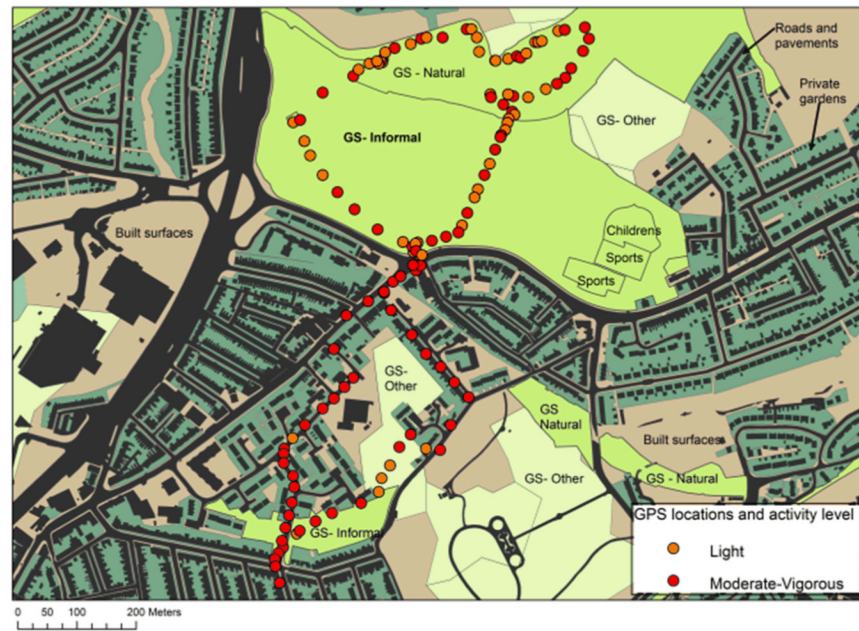 Roads and
pavements
Private
gardens
GS - Natural
GS- Other
GS- Informal
Built surfaces
Childrens
Sports
Sports
GS-
Other
GS
Natural
Built surfaces
GS- Other
GS - Natural
GS- Informal
GPS locations and activity level
Light
Moderate-Vigorous
0 50 100 200 Meters